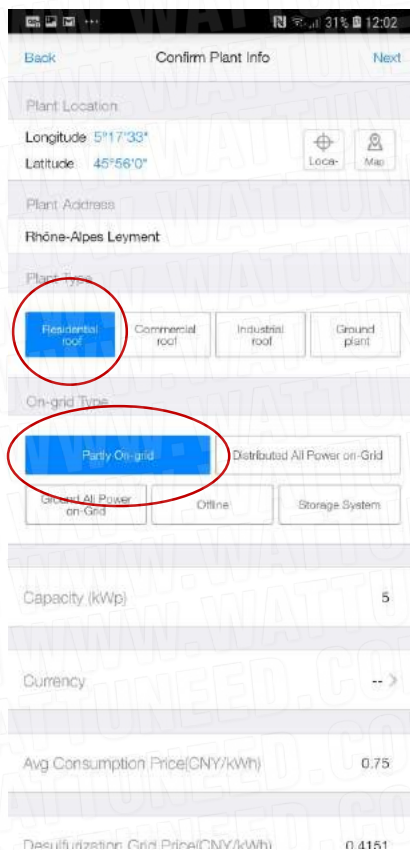 31% 12:02
Back Confirm Plant Info Next
Plant Location
Longitude 5°17'33"
Latitude 45°56'0"
Loca- Map
Plant Address
Rhône-Alpes Leyment
Plant Type
Residential roof
Commercial roof
Industrial roof
Ground plant
On-grid Type
Partly On-grid
Distributed All Power on-Grid
Ground All Power on-Grid
Offline
Storage System
Capacity (kWp) 5
Currency -- >
Avg Consumption Price(CNY/kWh) 0.75
Desulfurization Grid Price(CNY/kWh) 0.4151